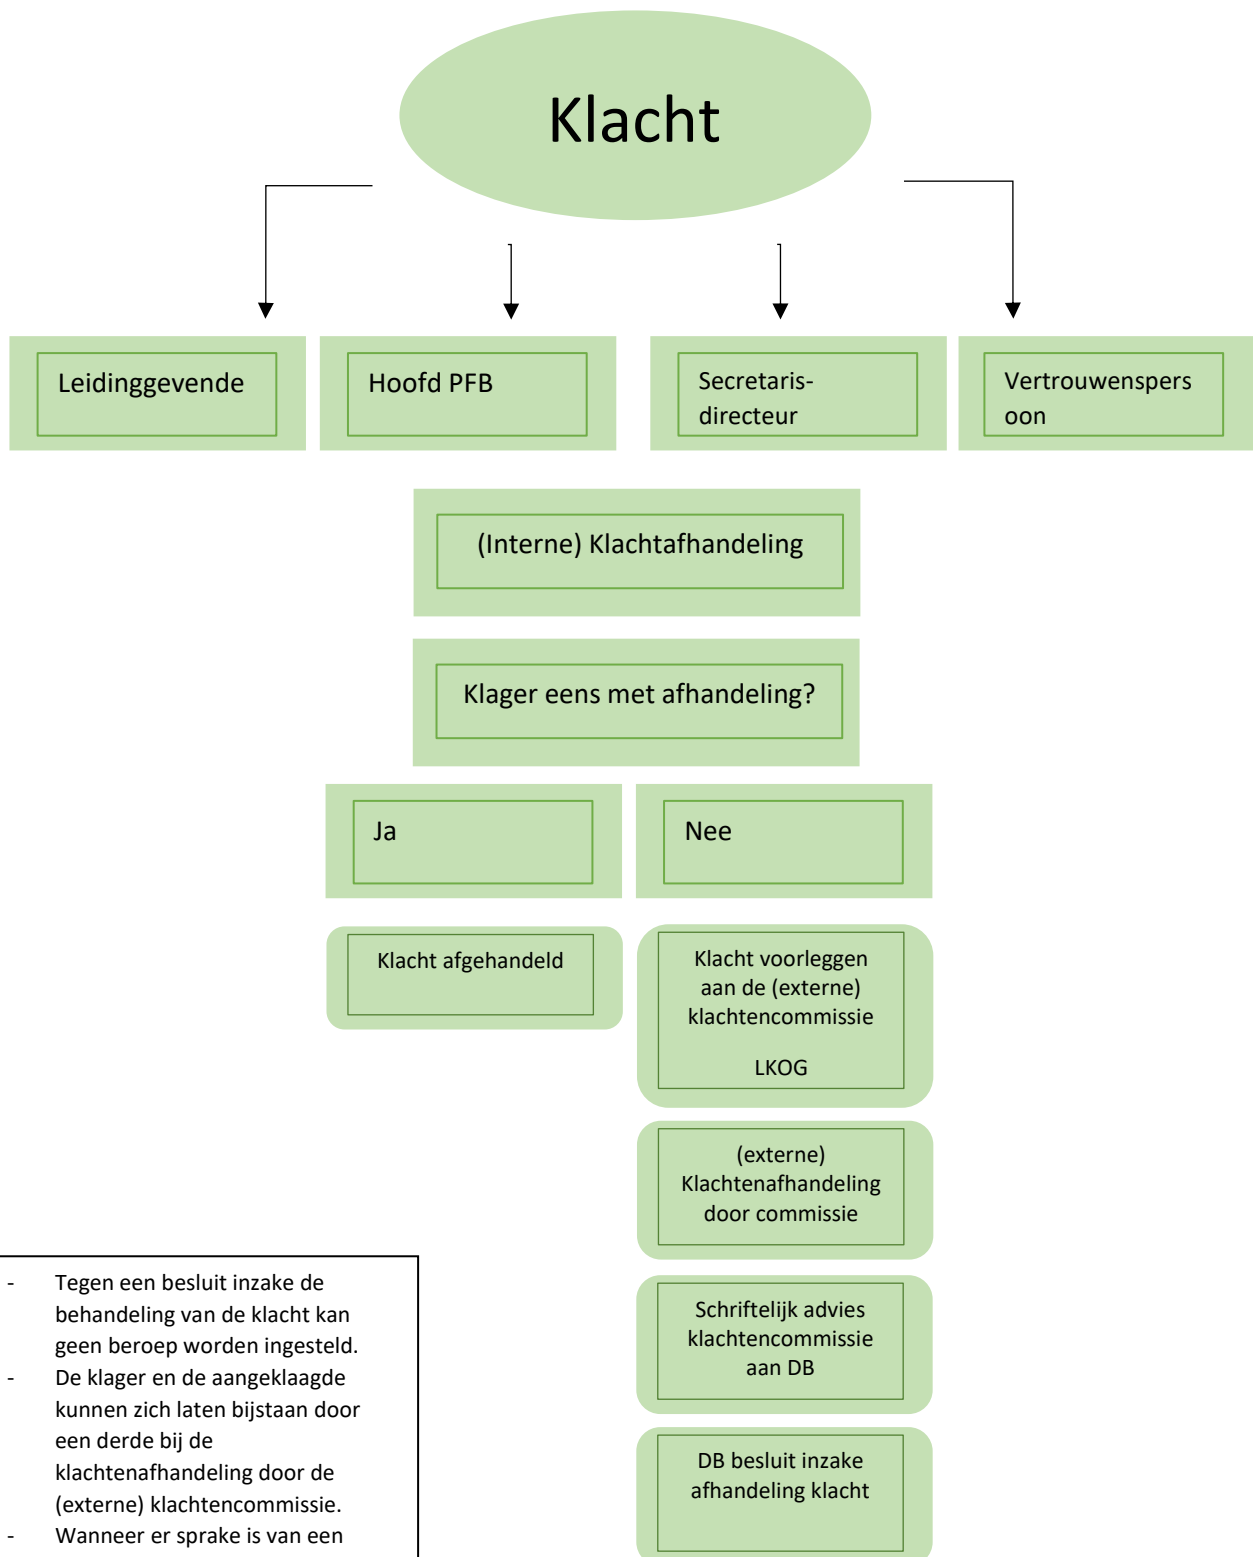 Klacht
Leidinggevende
Hoofd PFB
Secretaris-
directeur
Vertrouwenspers
oon
(Interne) Klachtafhandeling
Klager eens met afhandeling?
Ja
Nee
Klacht afgehandeld
Klacht voorleggen
aan de (externe)
klachtencommissie
LKOG
(externe)
Klachtenafhandeling
door commissie
Schriftelijk advies
klachtencommissie
aan DB
DB besluit inzake
afhandeling klacht
- Tegen een besluit inzake de
behandeling van de klacht kan
geen beroep worden ingesteld.
- De klager en de aangeklaagde
kunnen zich laten bijstaan door
een derde bij de
klachtenafhandeling door de
(externe) klachtencommissie.
- Wanneer er sprake is van een